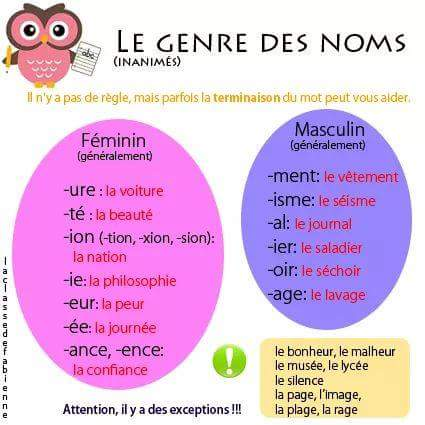 abc
LE GENRE DES NOMS
(INANIMÉS)
Il n'y a pas de règle, mais parfois la terminaison du mot peut vous aider.
Féminin
(généralement)
-ure : la voiture
-té : la beauté
-ion (-tion, -xion, -sion):
la nation
-ie: la philosophie
-eur: la peur
-ée: la journée
-ance, -ence:
la confiance
Masculin
(généralement)
-ment: le vêtement
-isme: le séisme
-al: le journal
-ier: le saladier
-oir: le séchoir
-age: le lavage
laclassedefabienne
!
le bonheur, le malheur
le musée, le lycée
le silence
la page, l'image,
la plage, la rage
Attention, il y a des exceptions !!!